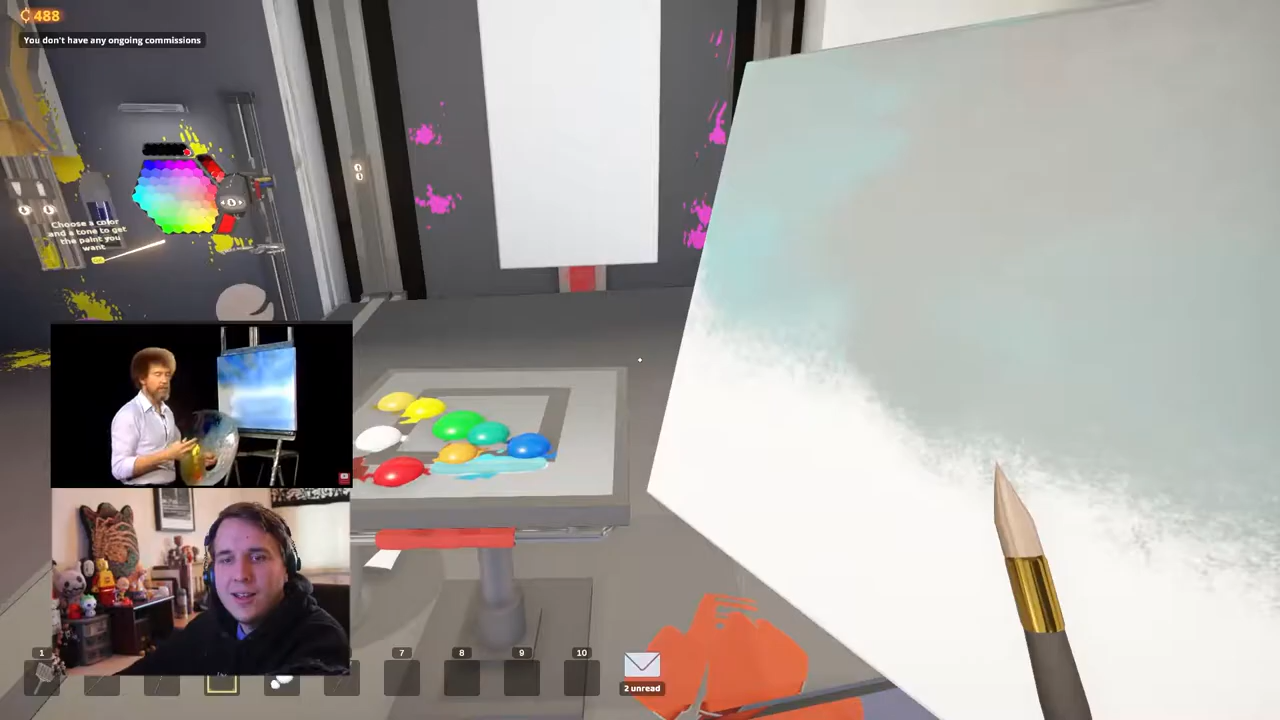 488
You don't have any ongoing commissions
Choose a color
and a tone to get
the paint you
want
1
7
8
9
10
2 unread